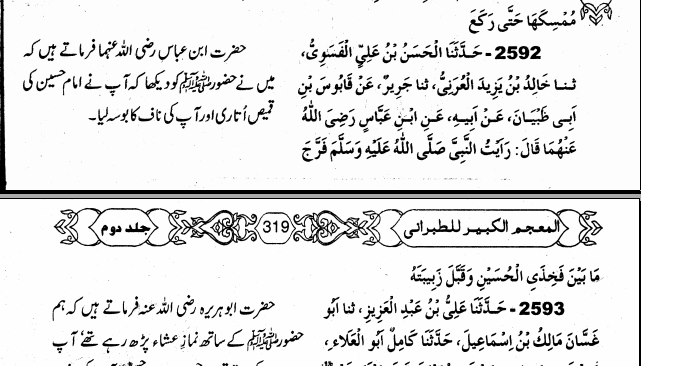 مُمْسِكَهَا حَتَّى رَكَعَ
2592 - حَدَّثَنَا الْحَسَنُ بْنُ عَلِيِّ الْفَسَوِيُّ،
ثنا خَالِدُ بْنُ يَزِيدَ الْعُرَنِيُّ، ثنا جَرِيرٌ، عَنْ قَابُوسَ بْنِ
اَبِي ظَبْيَانَ، عَنْ اَبِيهِ، عَنِ ابْنِ عَبَّاسٍ رَضِيَ اللّٰهُ
عَنْهُمَا قَالَ: رَاَيْتُ النَّبِيَّ صَلَّى اللّٰهُ عَلَيْهِ وَسَلَّمَ فَرَّجَ
حضرت ابن عباس رضی اللہ عنہما فرماتے ہیں کہ
میں نے حضور ﷺ کو دیکھا کہ آپ نے امام حسین کی
قمیص اُتاری اور آپ کی ناف کا بوسہ لیا۔
المعجم الكبير للطبرانی
319
جلد دوم
مَا بَيْنَ فَخِذَيِ الْحُسَيْنِ وَقَبَّلَ زَبِيبَتَهُ
2593 - حَدَّثَنَا عَلِيُّ بْنُ عَبْدِ الْعَزِيزِ، ثنا اَبُو
غَسَّانَ مَالِكُ بْنُ اِسْمَاعِيلَ، حَدَّثَنَا كَامِلٌ اَبُو الْعَلَاءِ،
حضرت ابوہریرہ رضی اللہ عنہ فرماتے ہیں کہ ہم
حضور ﷺ کے ساتھ نمازِ عشاء پڑھ رہے تھے' آپ